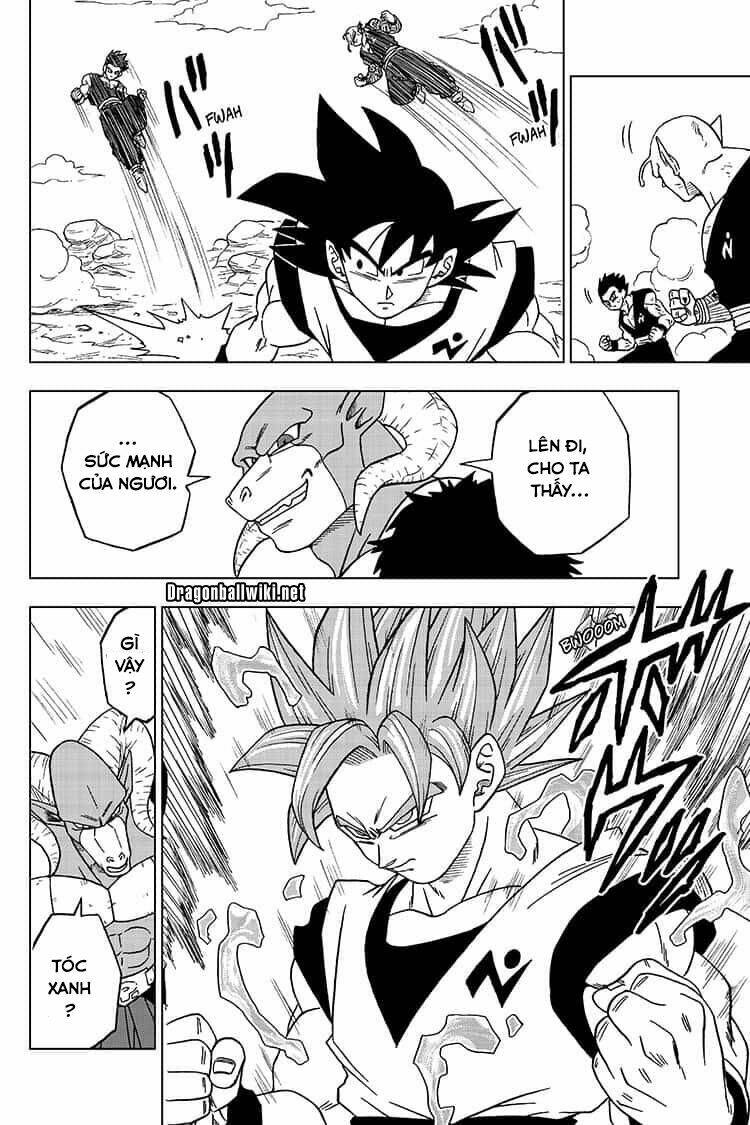 FWAH
FWAH
LÊN ĐI,
CHO TA
THẤY...
...
SỨC MẠNH
CỦA NGƯƠI.
Dragonballwiki.net
BWOOOM
GÌ
VẬY
?
TÓC
XANH
?